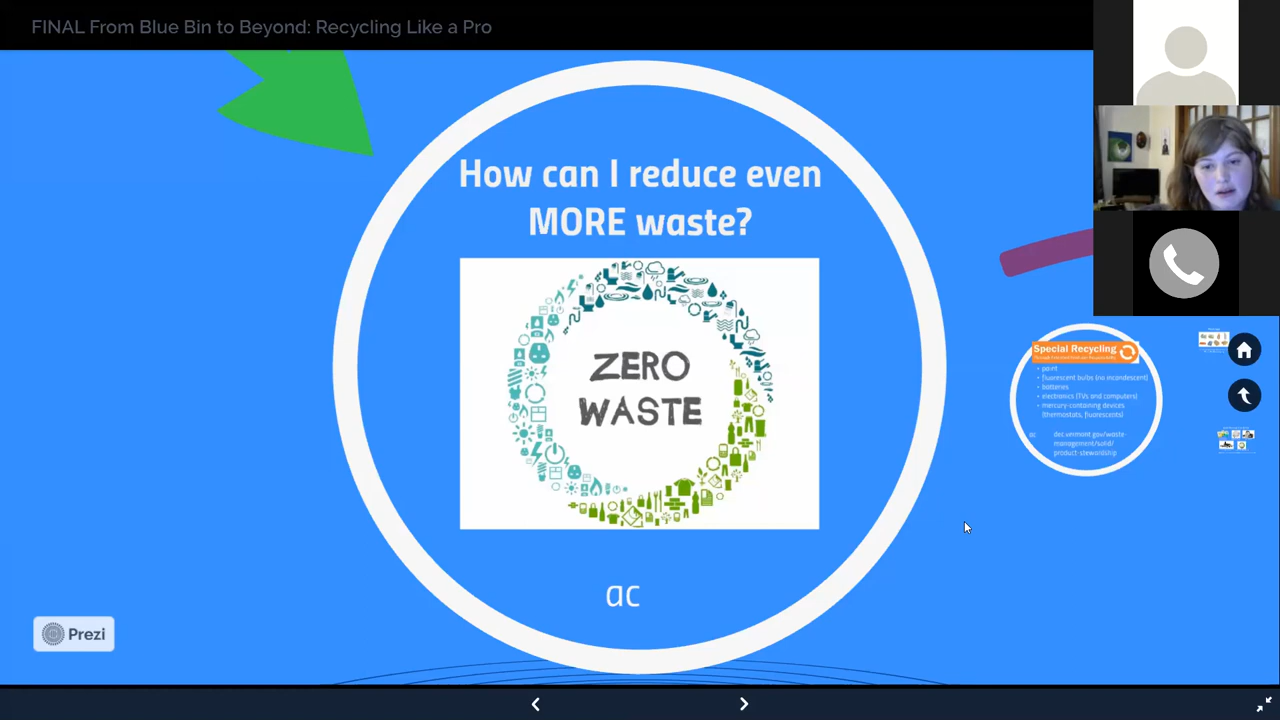 FINAL From Blue Bin to Beyond: Recycling Like a Pro
How can I reduce even
MORE waste?
ZERO
WASTE
ac
Special Recycling
• paint
• fluorescent bulbs (no incandescent)
• batteries
• electronics (TVs and computers)
• mercury-containing devices
(thermostats, fluorescents)
ac
dec.vermont.gov/waste-
management/solid/
product-stewardship
Prezi